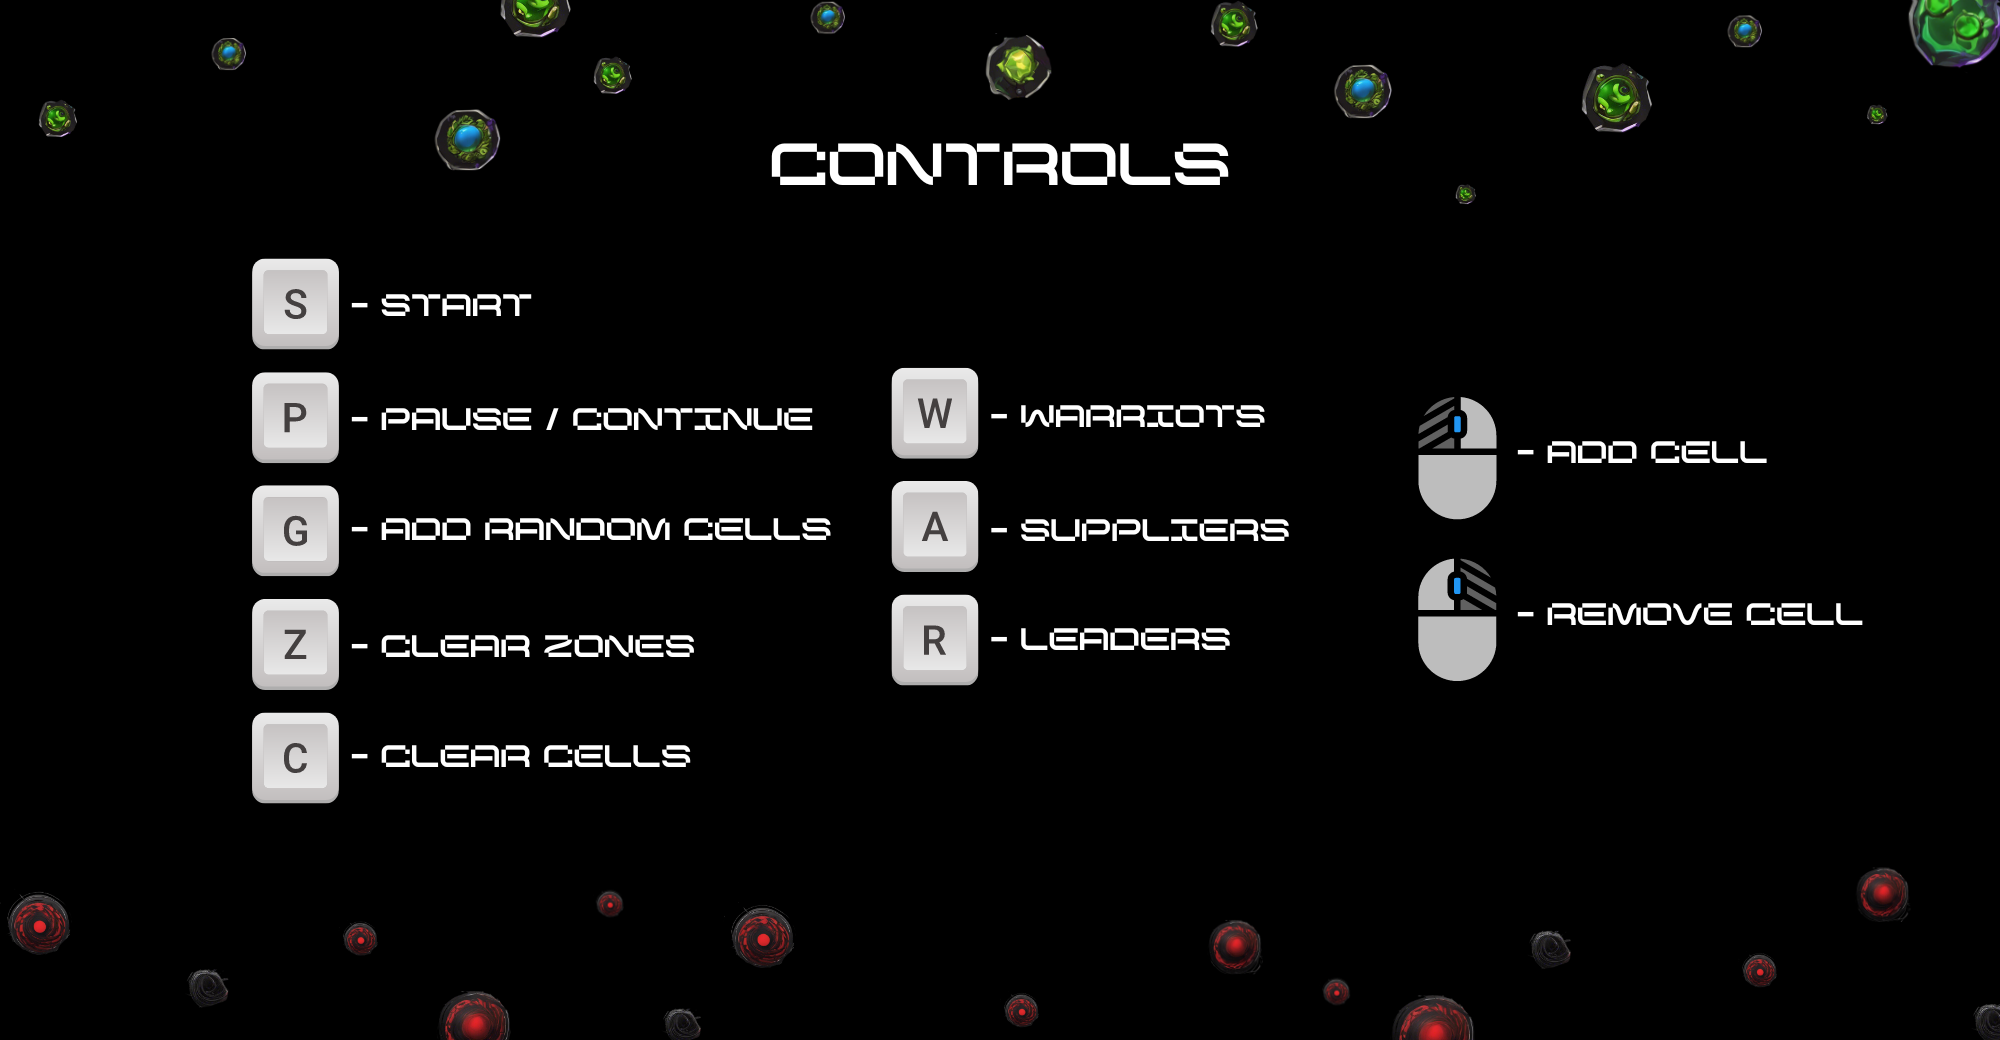 CONTROLS
S - START
P - PAUSE / CONTINUE
G - ADD RANDOM CELLS
Z - CLEAR ZONES
C - CLEAR CELLS
W - WARRIOTS
A - SUPPLIERS
R - LEADERS
- ADD CELL
- REMOVE CELL